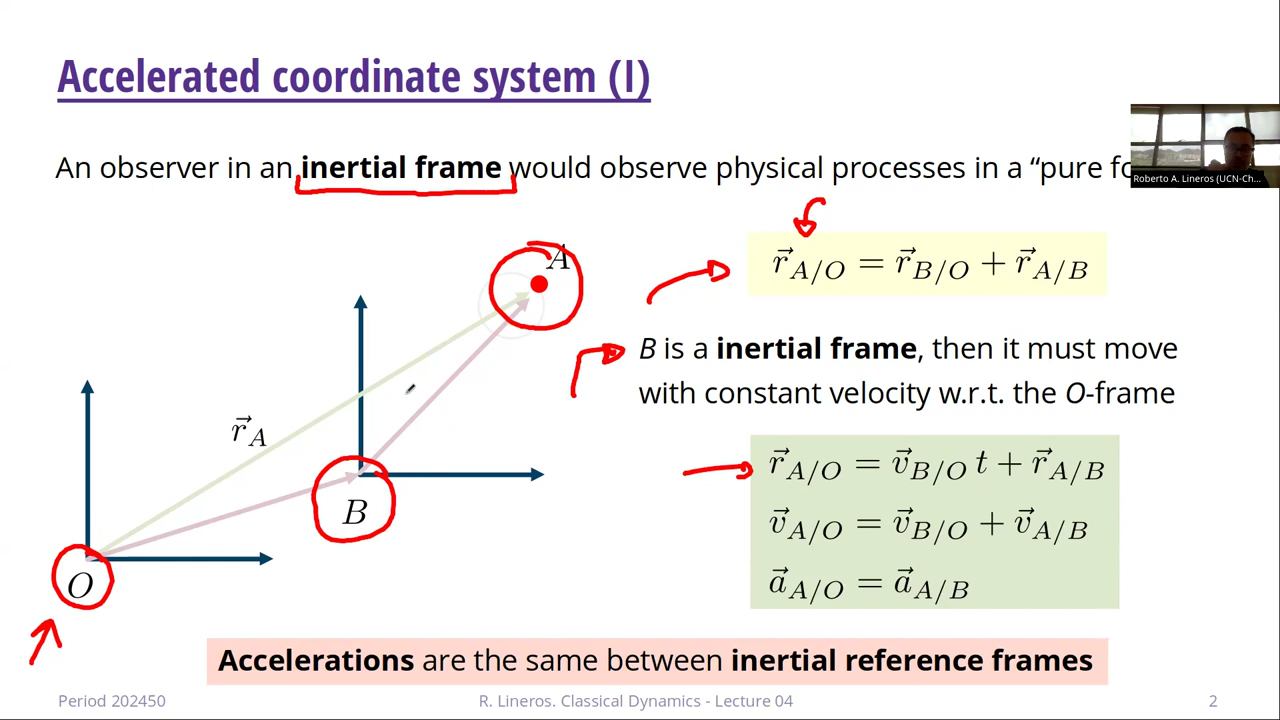 Accelerated coordinate system (I)
An observer in an inertial frame would observe physical processes in a “pure
Roberto A. Lineros (UCN-Ch...
A
r⃗_{A/O} = r⃗_{B/O} + r⃗_{A/B}
B is a inertial frame, then it must move
with constant velocity w.r.t. the O-frame
r⃗_A
r⃗_{A/O} = v⃗_{B/O} t + r⃗_{A/B}
B
v⃗_{A/O} = v⃗_{B/O} + v⃗_{A/B}
O
a⃗_{A/O} = a⃗_{A/B}
Accelerations are the same between inertial reference frames
Period 202450
R. Lineros. Classical Dynamics - Lecture 04
2